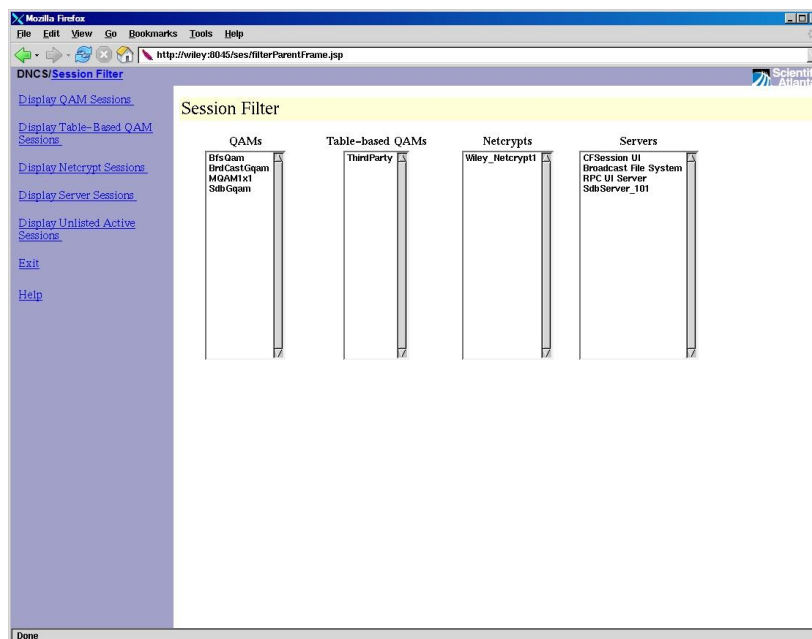 Mozilla Firefox
File Edit View Go Bookmarks Tools Help
http://wiley:8045/ses/filterParentFrame.jsp
DNCS/Session Filter
Scientific
Atlanta
Display QAM Sessions
Display Table-Based QAM
Sessions
Display Netcrypt Sessions
Display Server Sessions
Display Unlisted Active
Sessions
Exit
Help
Session Filter
QAMs
BfsQam
BrdCastGqam
MQAM1x1
SdbGqam
Table-based QAMs
ThirdParty
Netcrypts
Wiley_Netcrypt1
Servers
CFSession UI
Broadcast File System
RPC UI Server
SdbServer_101
Done